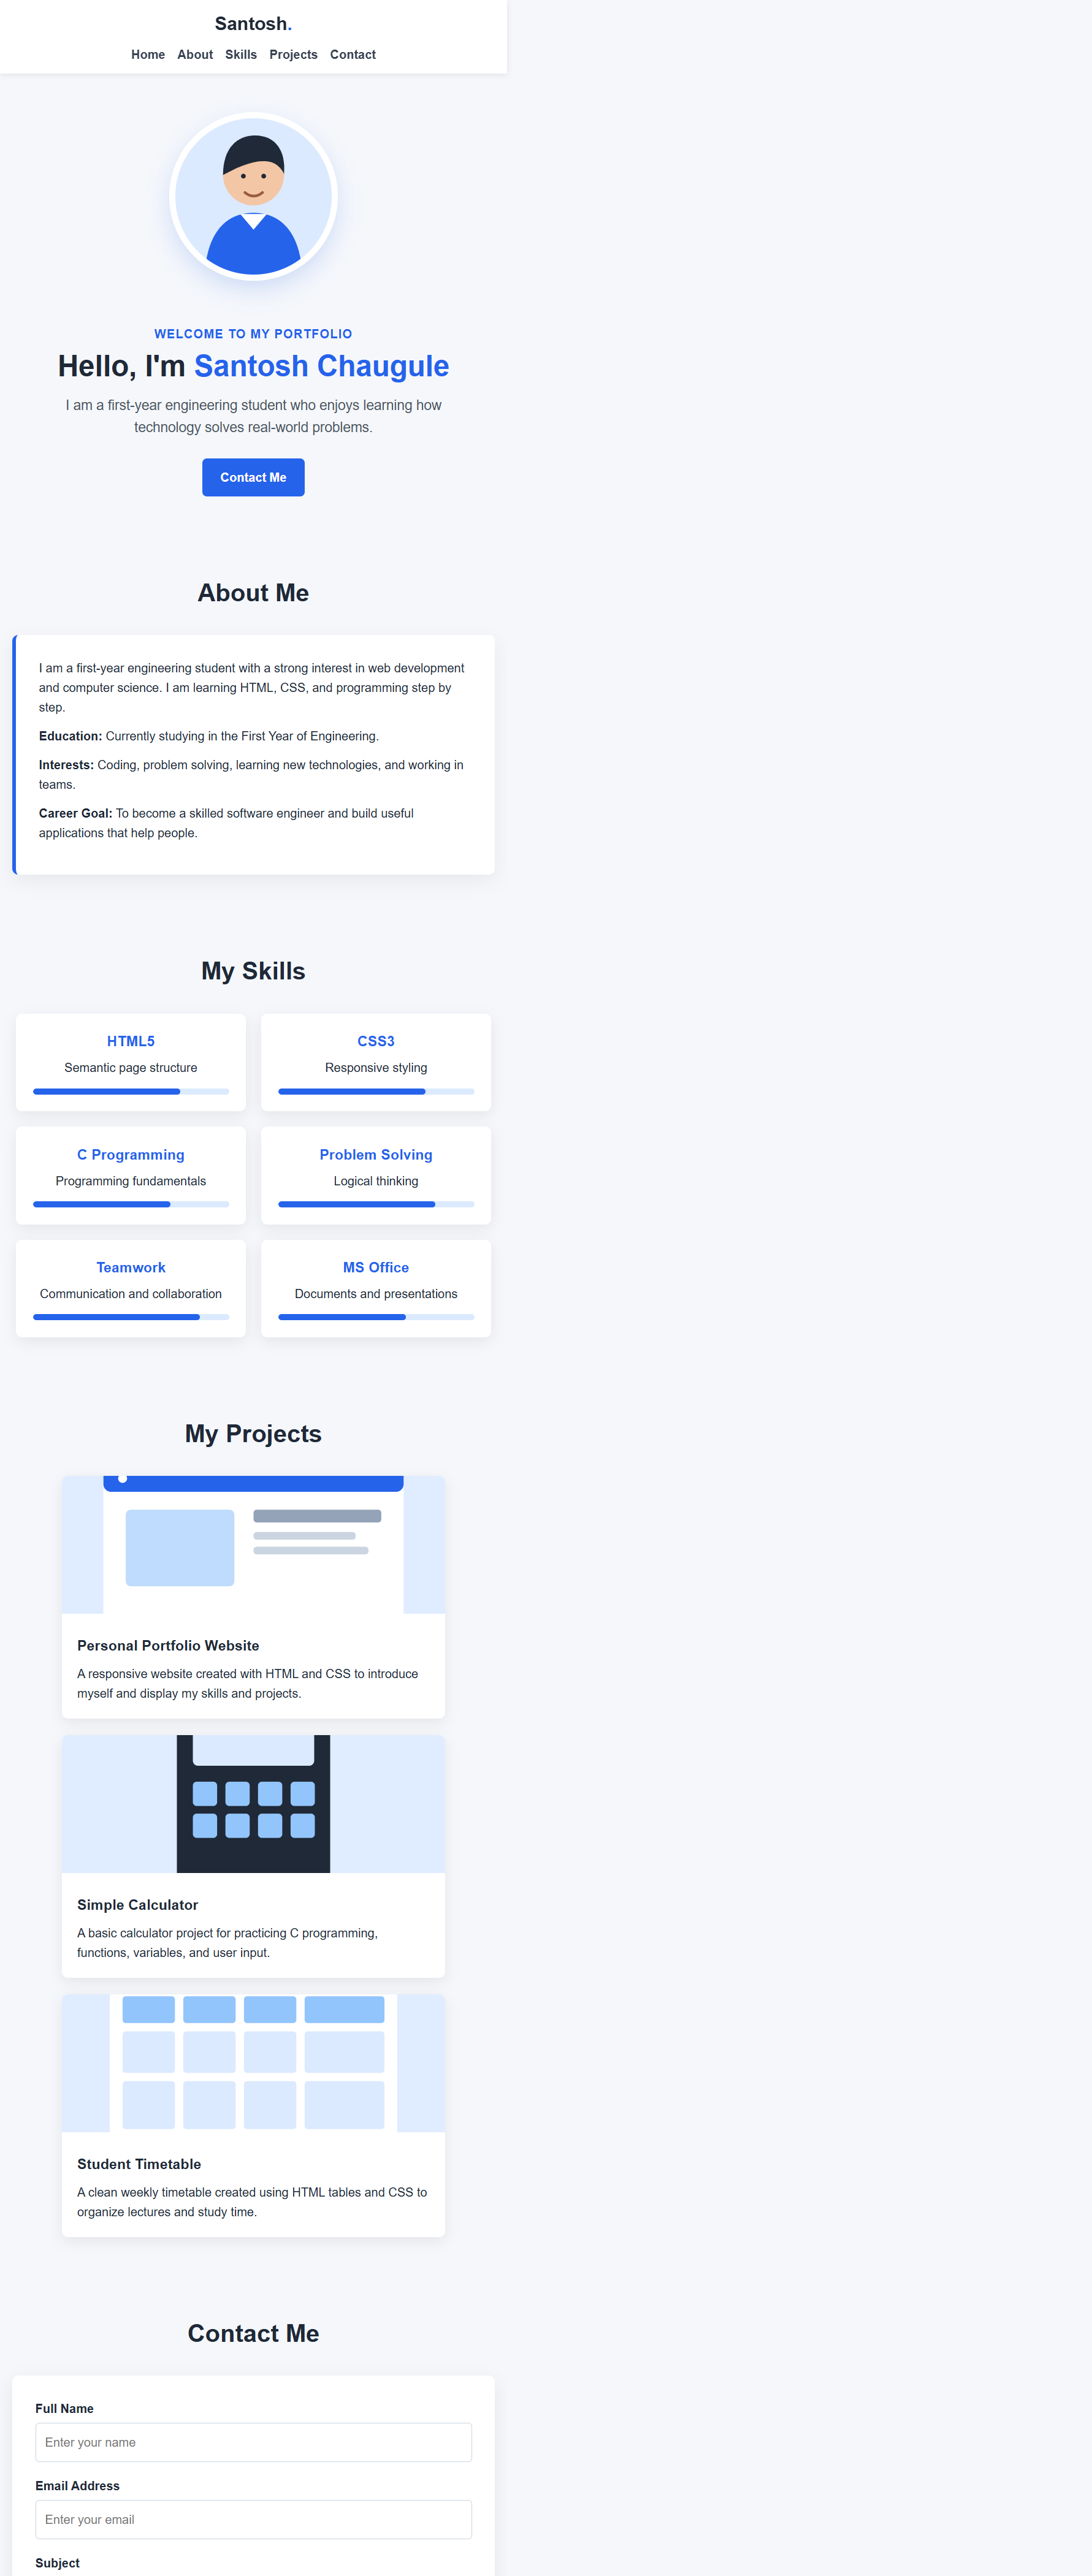 Santosh.
Home About Skills Projects Contact
WELCOME TO MY PORTFOLIO
Hello, I'm Santosh Chaugule
I am a first-year engineering student who enjoys learning how
technology solves real-world problems.
Contact Me
About Me
I am a first-year engineering student with a strong interest in web development
and computer science. I am learning HTML, CSS, and programming step by
step.
Education: Currently studying in the First Year of Engineering.
Interests: Coding, problem solving, learning new technologies, and working in
teams.
Career Goal: To become a skilled software engineer and build useful
applications that help people.
My Skills
HTML5
Semantic page structure
CSS3
Responsive styling
C Programming
Programming fundamentals
Problem Solving
Logical thinking
Teamwork
Communication and collaboration
MS Office
Documents and presentations
My Projects
Personal Portfolio Website
A responsive website created with HTML and CSS to introduce
myself and display my skills and projects.
Simple Calculator
A basic calculator project for practicing C programming,
functions, variables, and user input.
Student Timetable
A clean weekly timetable created using HTML tables and CSS to
organize lectures and study time.
Contact Me
Full Name
Enter your name
Email Address
Enter your email
Subject